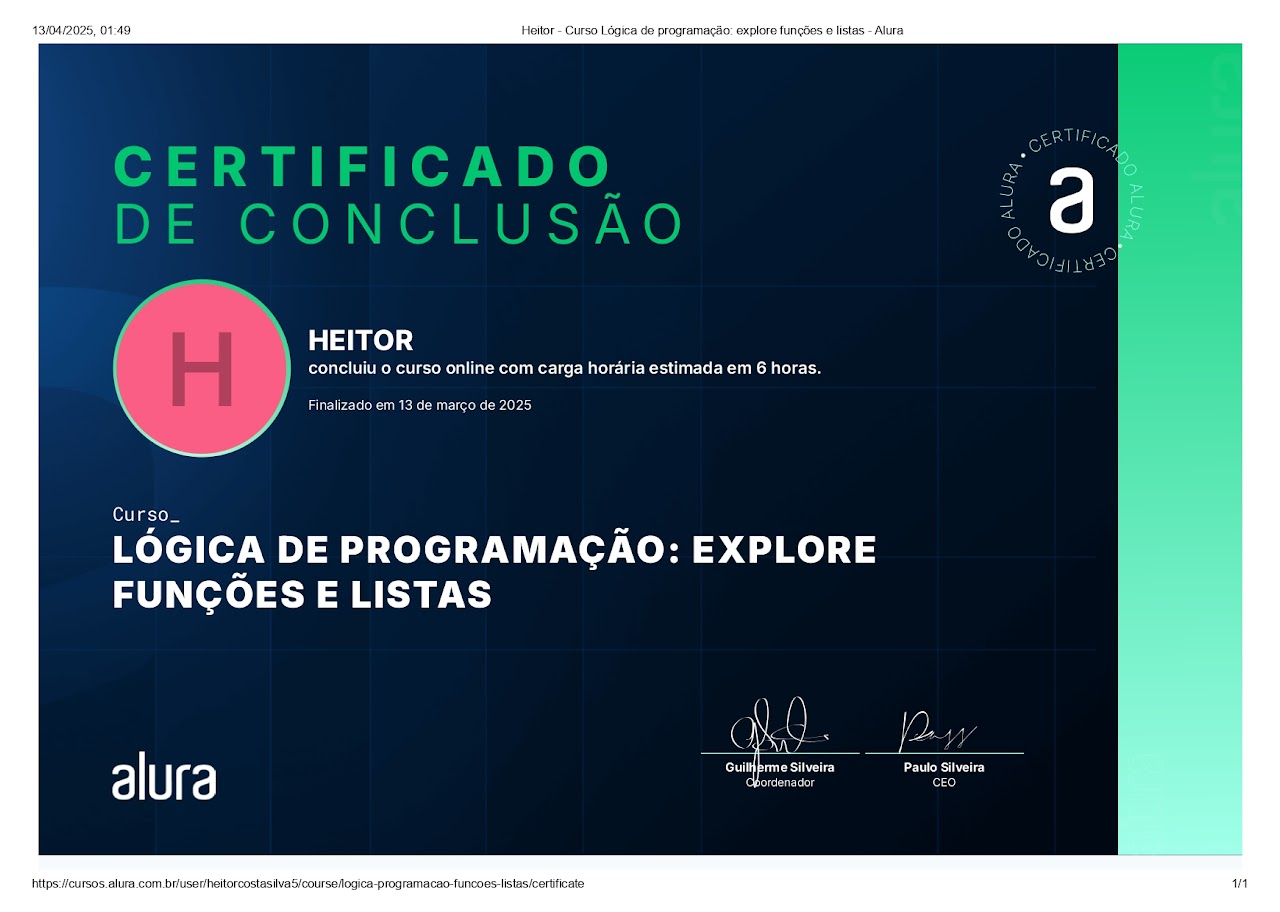 13/04/2025, 01:49
Heitor - Curso Lógica de programação: explore funções e listas - Alura
CERTIFICADO
DE CONCLUSÃO
CERTIFICADO ALURA • CERTIFICADO ALURA •
a
H
HEITOR
concluiu o curso online com carga horária estimada em 6 horas.
Finalizado em 13 de março de 2025
Curso_
LÓGICA DE PROGRAMAÇÃO: EXPLORE
FUNÇÕES E LISTAS
alura
Guilherme Silveira
Coordenador
Paulo Silveira
CEO
https://cursos.alura.com.br/user/heitorcostasilva5/course/logica-programacao-funcoes-listas/certificate
1/1